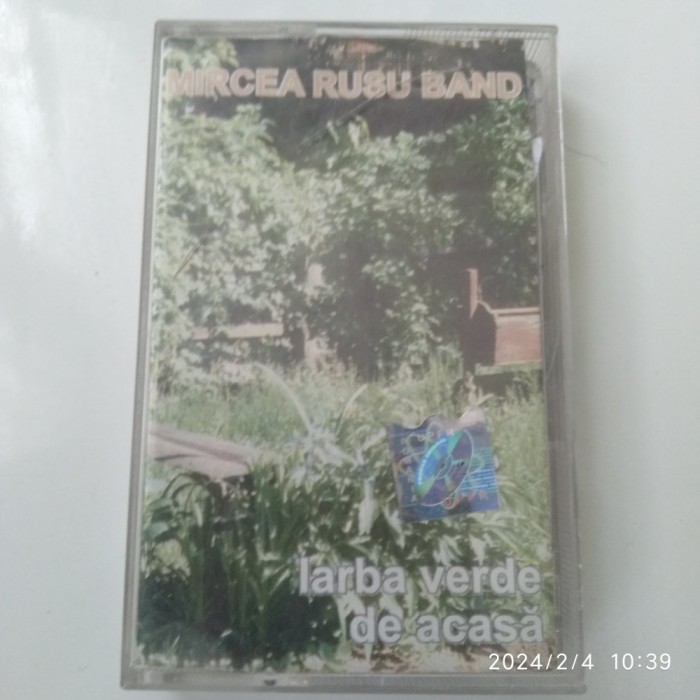 MIRCEA RUSU BAND
Iarba verde
de acasă
2024/2/4 10:39